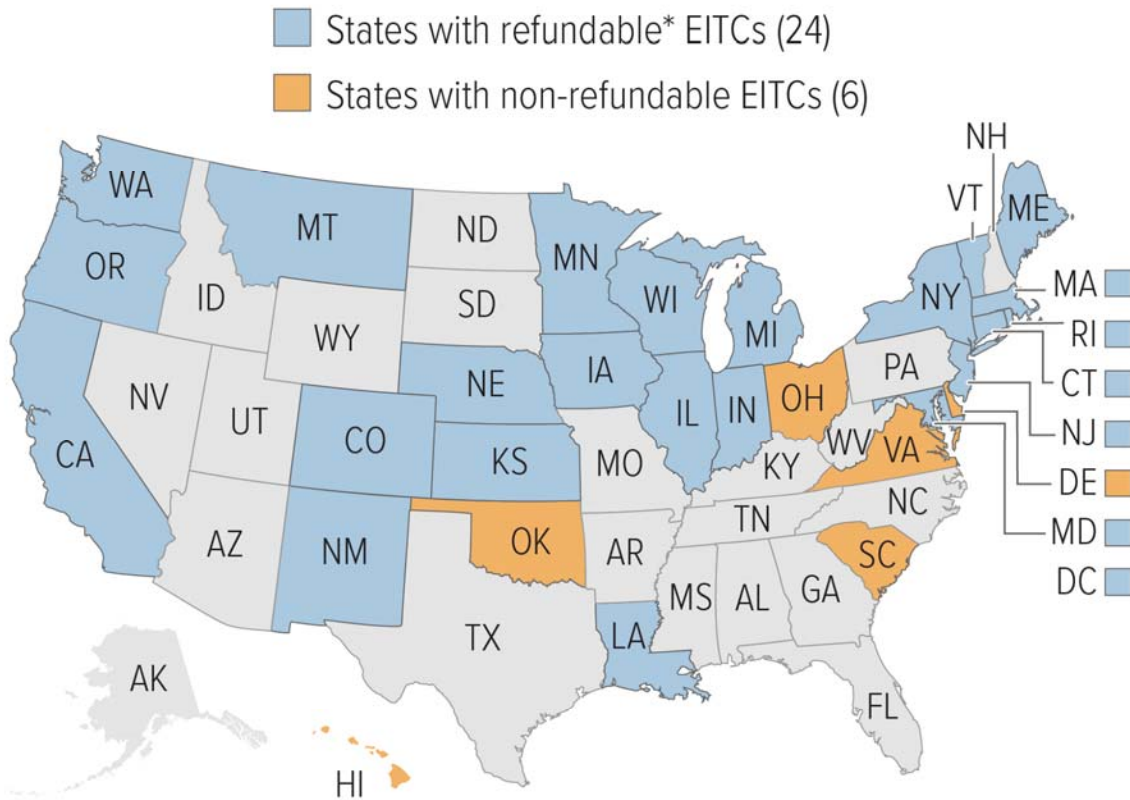 States with refundable* EITCs (24)
States with non-refundable EITCs (6)
NH
VT
WA
MT
ND
MN
ME
OR
ID
SD
WI
MI
NY
MA
WY
RI
NV
UT
NE
IA
IL
IN
OH
PA
CT
CA
CO
KS
MO
KY
WV
VA
NJ
DE
AZ
NM
OK
AR
TN
NC
MD
SC
DC
MS
AL
GA
TX
LA
FL
AK
HI